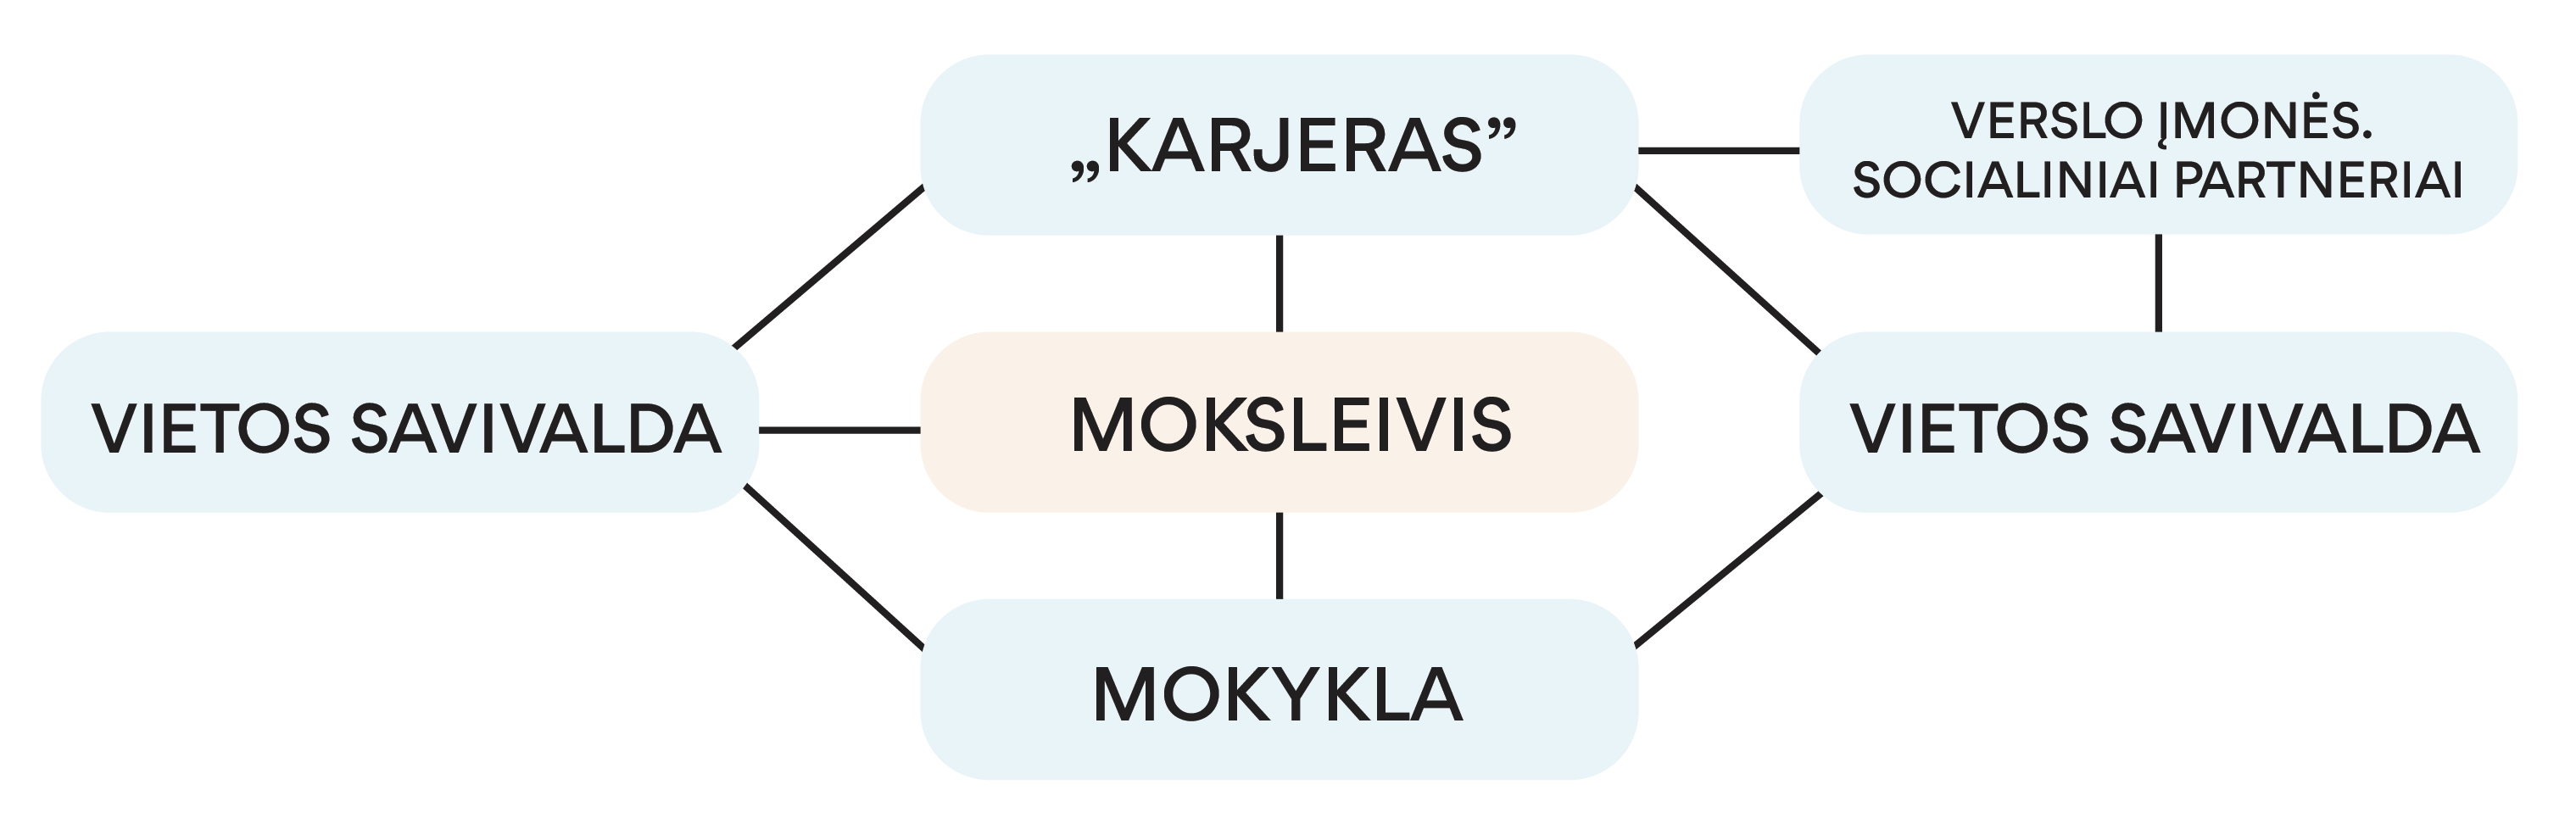 „KARJERAS”
VERSLO ĮMONĖS.
SOCIALINIAI PARTNERIAI
VIETOS SAVIVALDA
MOKSLEIVIS
VIETOS SAVIVALDA
MOKYKLA